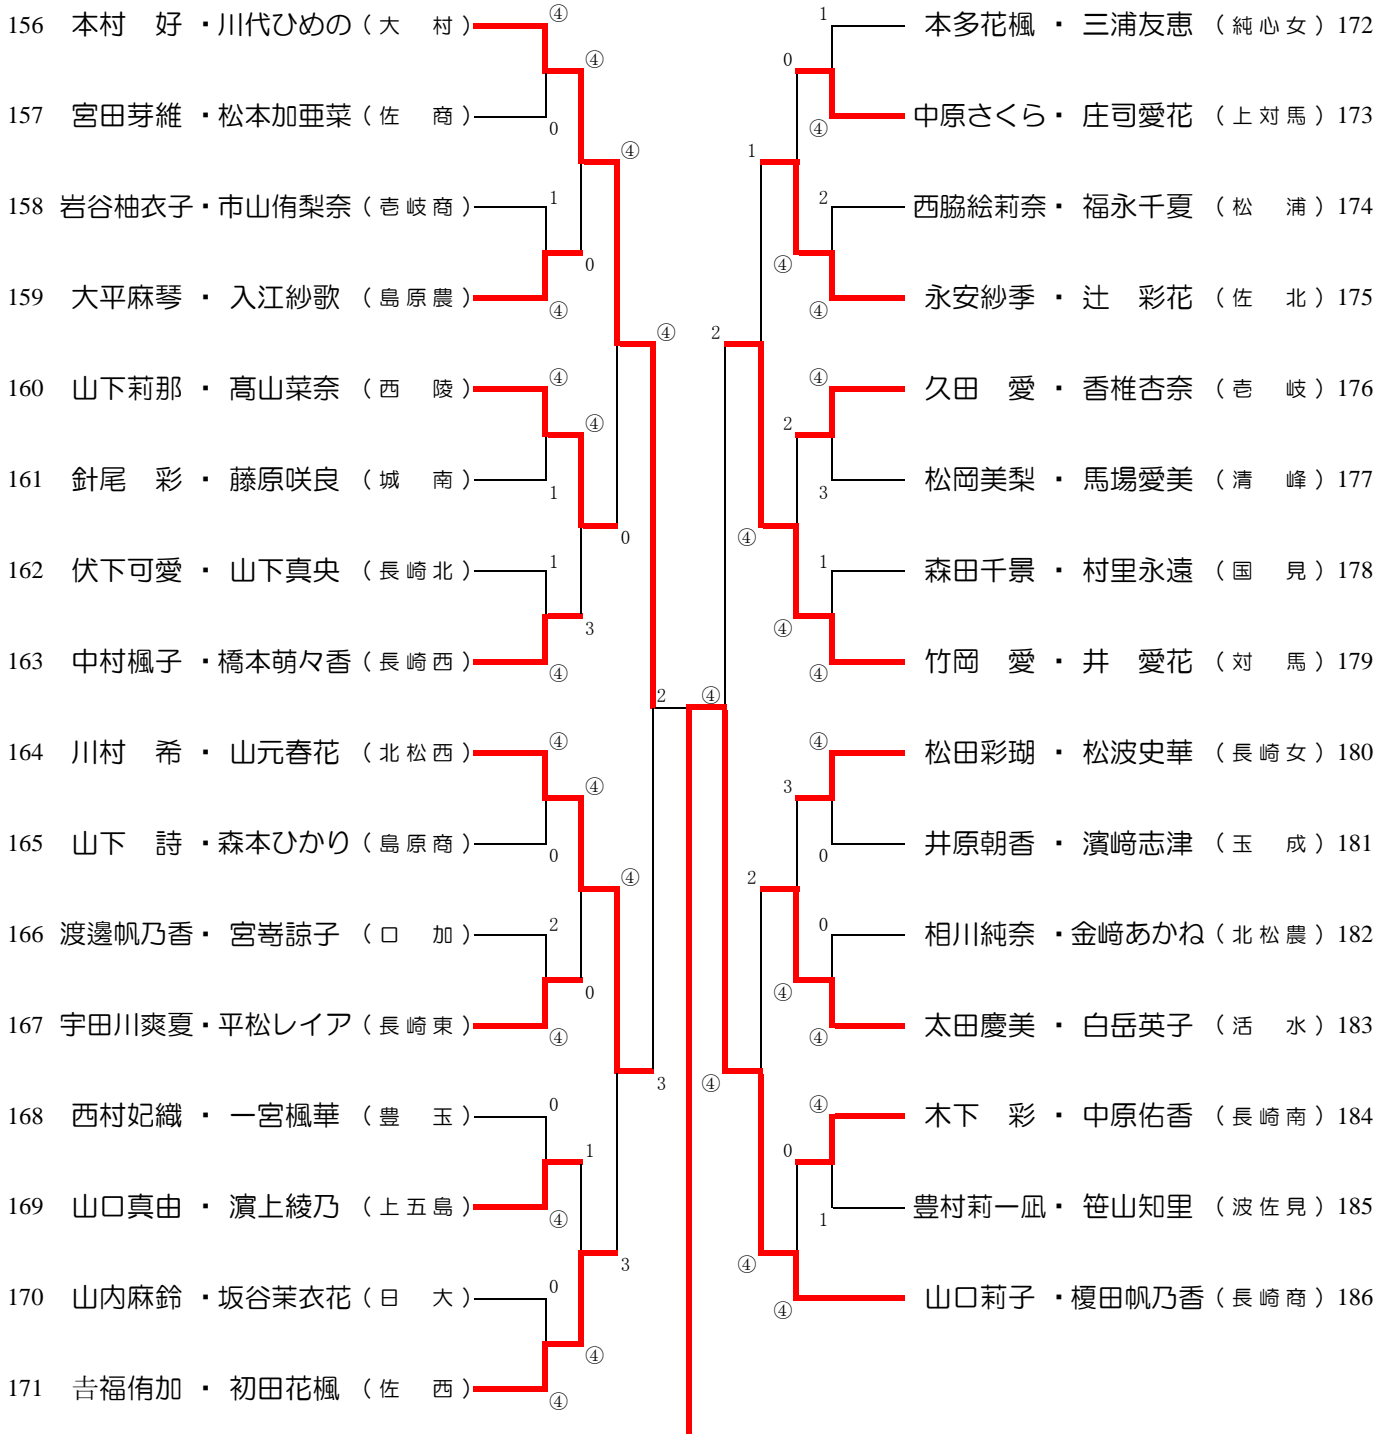 156 本村　好・川代ひめの（大　村）
④
④
157 宮田芽維・松本加亜菜（佐　商）
0
④
158 岩谷柚衣子・市山侑梨奈（壱岐商）
1
0
159 大平麻琴・入江紗歌（島原農）
④
④
160 山下莉那・髙山菜奈（西　陵）
④
④
161 針尾　彩・藤原咲良（城　南）
1
0
162 伏下可愛・山下真央（長崎北）
1
3
163 中村楓子・橋本萌々香（長崎西）
④
2
164 川村　希・山元春花（北松西）
④
④
165 山下　詩・森本ひかり（島原商）
0
④
166 渡邊帆乃香・宮嵜諒子（口　加）
2
0
167 宇田川爽夏・平松レイア（長崎東）
④
3
168 西村妃織・一宮楓華（豊　玉）
0
1
169 山口真由・濵上綾乃（上五島）
④
3
170 山内麻鈴・坂谷茉衣花（日　大）
0
④
171 𠮷福侑加・初田花楓（佐　西）
④
1
本多花楓・三浦友恵（純心女）172
0
中原さくら・庄司愛花（上対馬）173
④
1
2
西脇絵莉奈・福永千夏（松　浦）174
④
永安紗季・辻　彩花（佐　北）175
④
2
④
久田　愛・香椎杏奈（壱　岐）176
2
松岡美梨・馬場愛美（清　峰）177
3
④
1
森田千景・村里永遠（国　見）178
④
竹岡　愛・井　愛花（対　馬）179
④
④
④
松田彩瑚・松波史華（長崎女）180
3
井原朝香・濱﨑志津（玉　成）181
0
2
0
相川純奈・金﨑あかね（北松農）182
④
太田慶美・白岳英子（活　水）183
④
④
④
木下　彩・中原佑香（長崎南）184
0
豊村莉一凪・笹山知里（波佐見）185
1
④
山口莉子・榎田帆乃香（長崎商）186
④